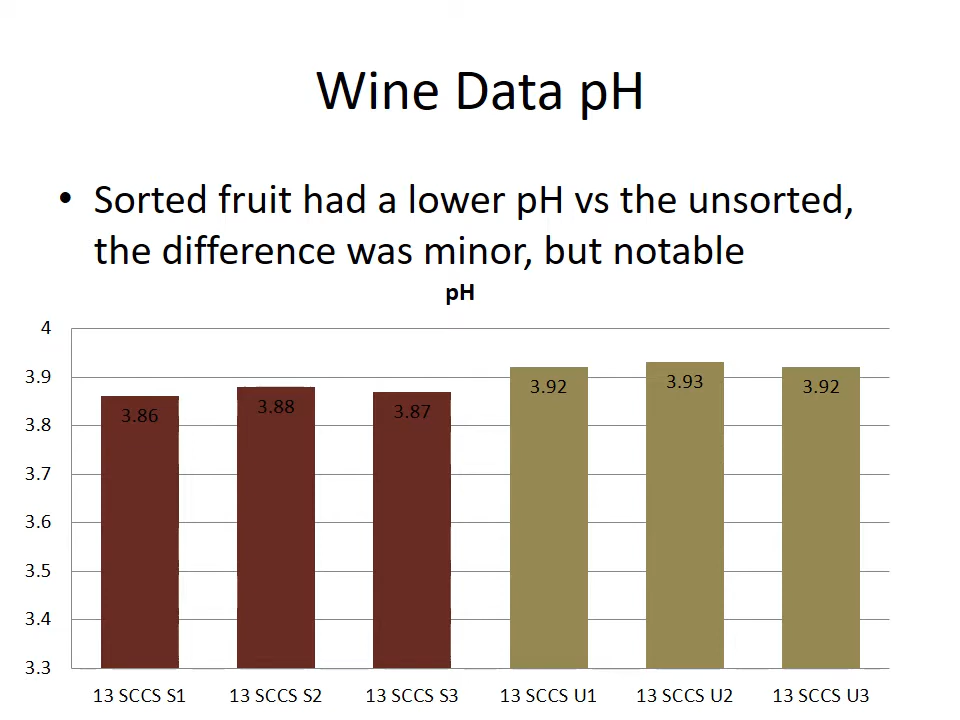 Wine Data pH
• Sorted fruit had a lower pH vs the unsorted,
the difference was minor, but notable
pH
4
3.9
3.8
3.7
3.6
3.5
3.4
3.3
3.86
3.88
3.87
3.92
3.93
3.92
13 SCCS S1
13 SCCS S2
13 SCCS S3
13 SCCS U1
13 SCCS U2
13 SCCS U3